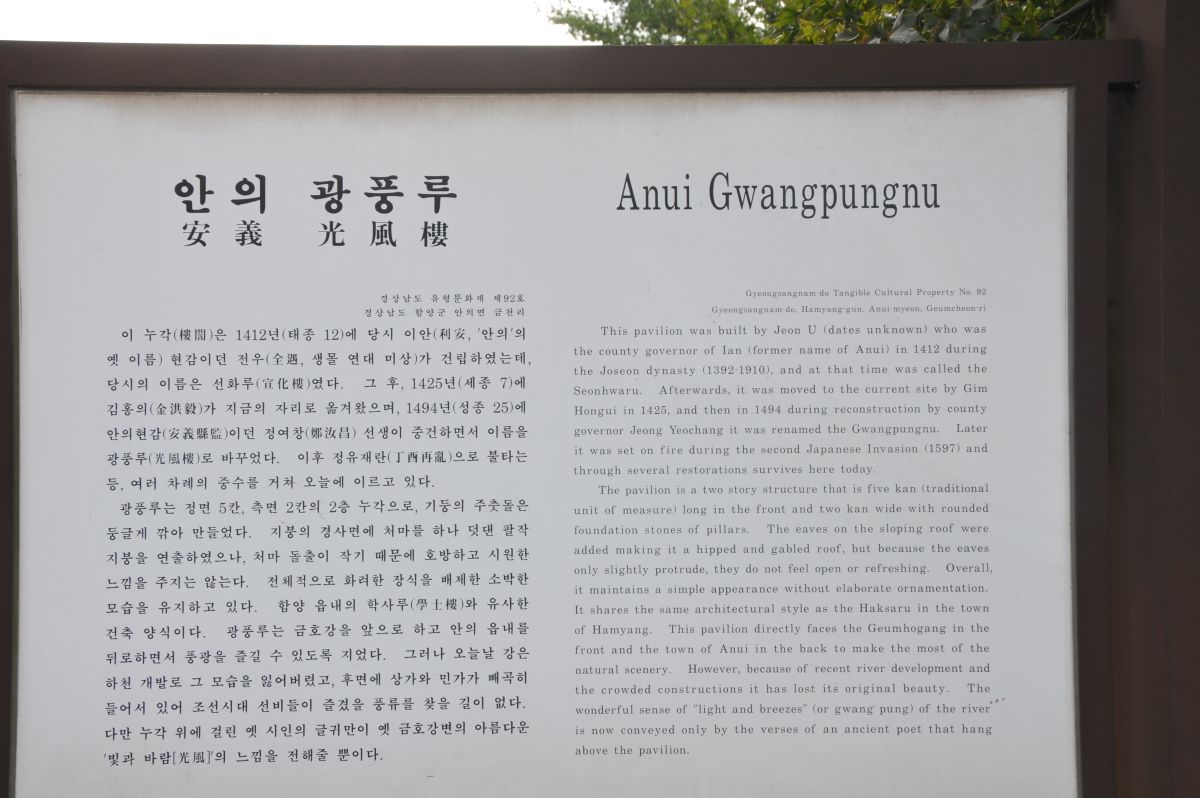 안의 광풍루
安義 光風樓
경상남도 유형문화재 제92호
경상남도 함양군 안의면 금천리
이 누각(樓閣)은 1412년(태종 12)에 당시 이안(利安, '안의'의
옛 이름) 현감이던 전우(全遇, 생몰 연대 미상)가 건립하였는데,
당시의 이름은 선화루(宣化樓)였다. 그 후, 1425년(세종 7)에
김홍의(金洪毅)가 지금의 자리로 옮겨왔으며, 1494년(성종 25)에
안의현감(安義縣監)이던 정여창(鄭汝昌) 선생이 중건하면서 이름을
광풍루(光風樓)로 바꾸었다. 이후 정유재란(丁酉再亂)으로 불타는
등, 여러 차례의 중수를 거쳐 오늘에 이르고 있다.
광풍루는 정면 5칸, 측면 2칸의 2층 누각으로, 기둥의 주춧돌은
둥글게 깎아 만들었다. 지붕의 경사면에 처마를 하나 덧댄 팔작
지붕을 연출하였으나, 처마 돌출이 작기 때문에 호방하고 시원한
느낌을 주지는 않는다. 전체적으로 화려한 장식을 배제한 소박한
모습을 유지하고 있다. 함양 읍내의 학사루(學士樓)와 유사한
건축 양식이다. 광풍루는 금호강을 앞으로 하고 안의 읍내를
뒤로하면서 풍광을 즐길 수 있도록 지었다. 그러나 오늘날 강은
하천 개발로 그 모습을 잃어버렸고, 후면에 상가와 민가가 빼곡히
들어서 있어 조선시대 선비들이 즐겼을 풍류를 찾을 길이 없다.
다만 누각 위에 걸린 옛 시인의 글귀만이 옛 금호강변의 아름다운
'빛과 바람[光風]'의 느낌을 전해줄 뿐이다.
Anui Gwangpungnu
Gyeongsangnam-do Tangible Cultural Property No. 92
Gyeongsangnam-do, Hamyang-gun, Anui-myeon, Geumcheon-ri
This pavilion was built by Jeon U (dates unknown) who was
the county governor of Ian (former name of Anui) in 1412 during
the Joseon dynasty (1392-1910), and at that time was called the
Seonhwaru. Afterwards, it was moved to the current site by Gim
Hongui in 1425, and then in 1494 during reconstruction by county
governor Jeong Yeochang it was renamed the Gwangpungnu. Later
it was set on fire during the second Japanese Invasion (1597) and
through several restorations survives here today.
The pavilion is a two story structure that is five kan (traditional
unit of measure) long in the front and two kan wide with rounded
foundation stones of pillars. The eaves on the sloping roof were
added making it a hipped and gabled roof, but because the eaves
only slightly protrude, they do not feel open or refreshing. Overall,
it maintains a simple appearance without elaborate ornamentation.
It shares the same architectural style as the Haksaru in the town
of Hamyang. This pavilion directly faces the Geumhogang in the
front and the town of Anui in the back to make the most of the
natural scenery. However, because of recent river development and
the crowded constructions it has lost its original beauty. The
wonderful sense of "light and breezes" (or gwang pung) of the river
is now conveyed only by the verses of an ancient poet that hang
above the pavilion.